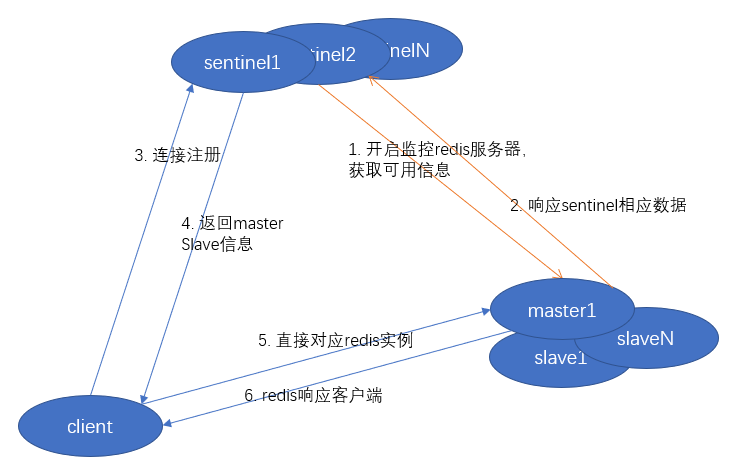 sentinel1
tinel2
nelN
3. 连接注册
1. 开启监控redis服务器,
获取可用信息
2. 响应sentinel相应数据
4. 返回master
Slave信息
master1
5. 直接对应redis实例
slaveN
slave1
6. redis响应客户端
client